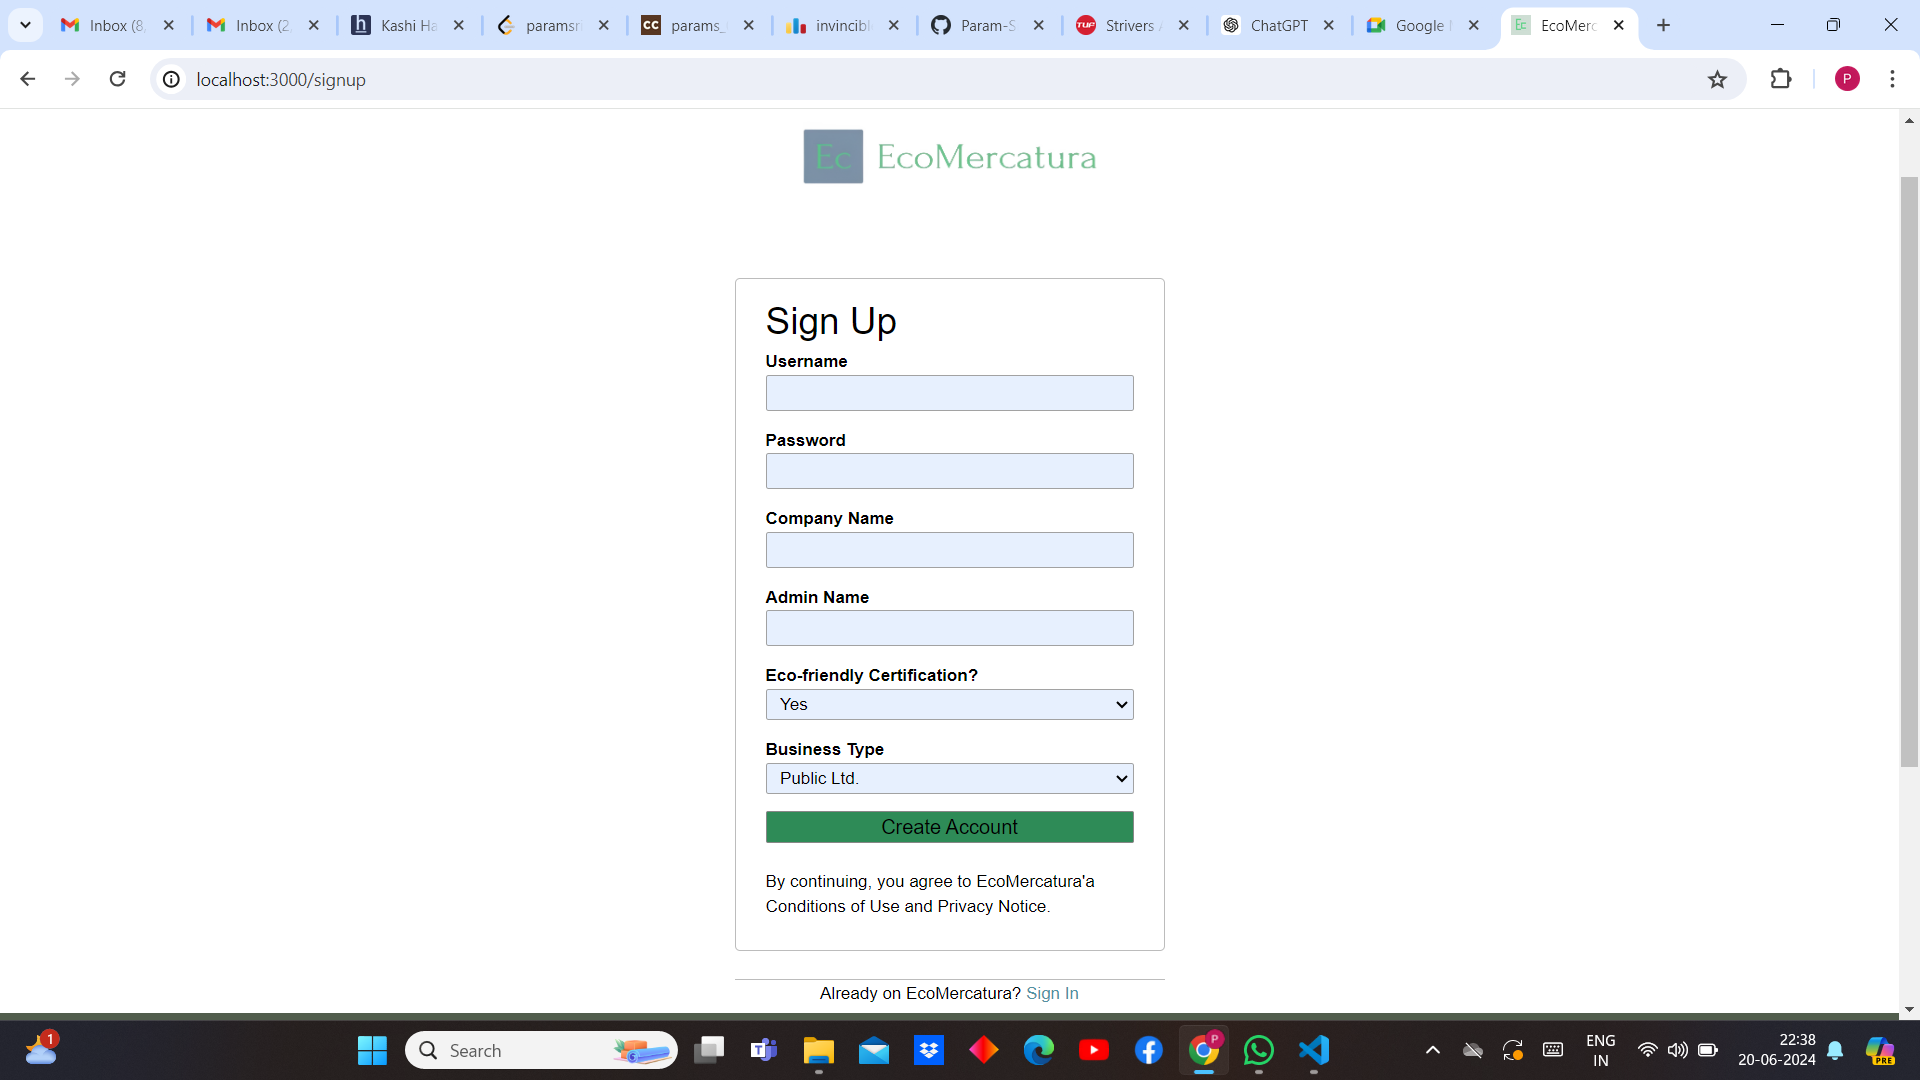 Inbox (8,
Inbox (2
Kashi Ha
paramsri
params_
invincible
Param-S
Strivers A
ChatGPT
Google
EcoMerc
localhost:3000/signup
P
Ec EcoMercatura
Sign Up
Username
Password
Company Name
Admin Name
Eco-friendly Certification?
Yes
Business Type
Public Ltd.
Create Account
By continuing, you agree to EcoMercatura'a
Conditions of Use and Privacy Notice.
Already on EcoMercatura? Sign In
1
Search
P
ENG
IN
22:38
20-06-2024
PRE